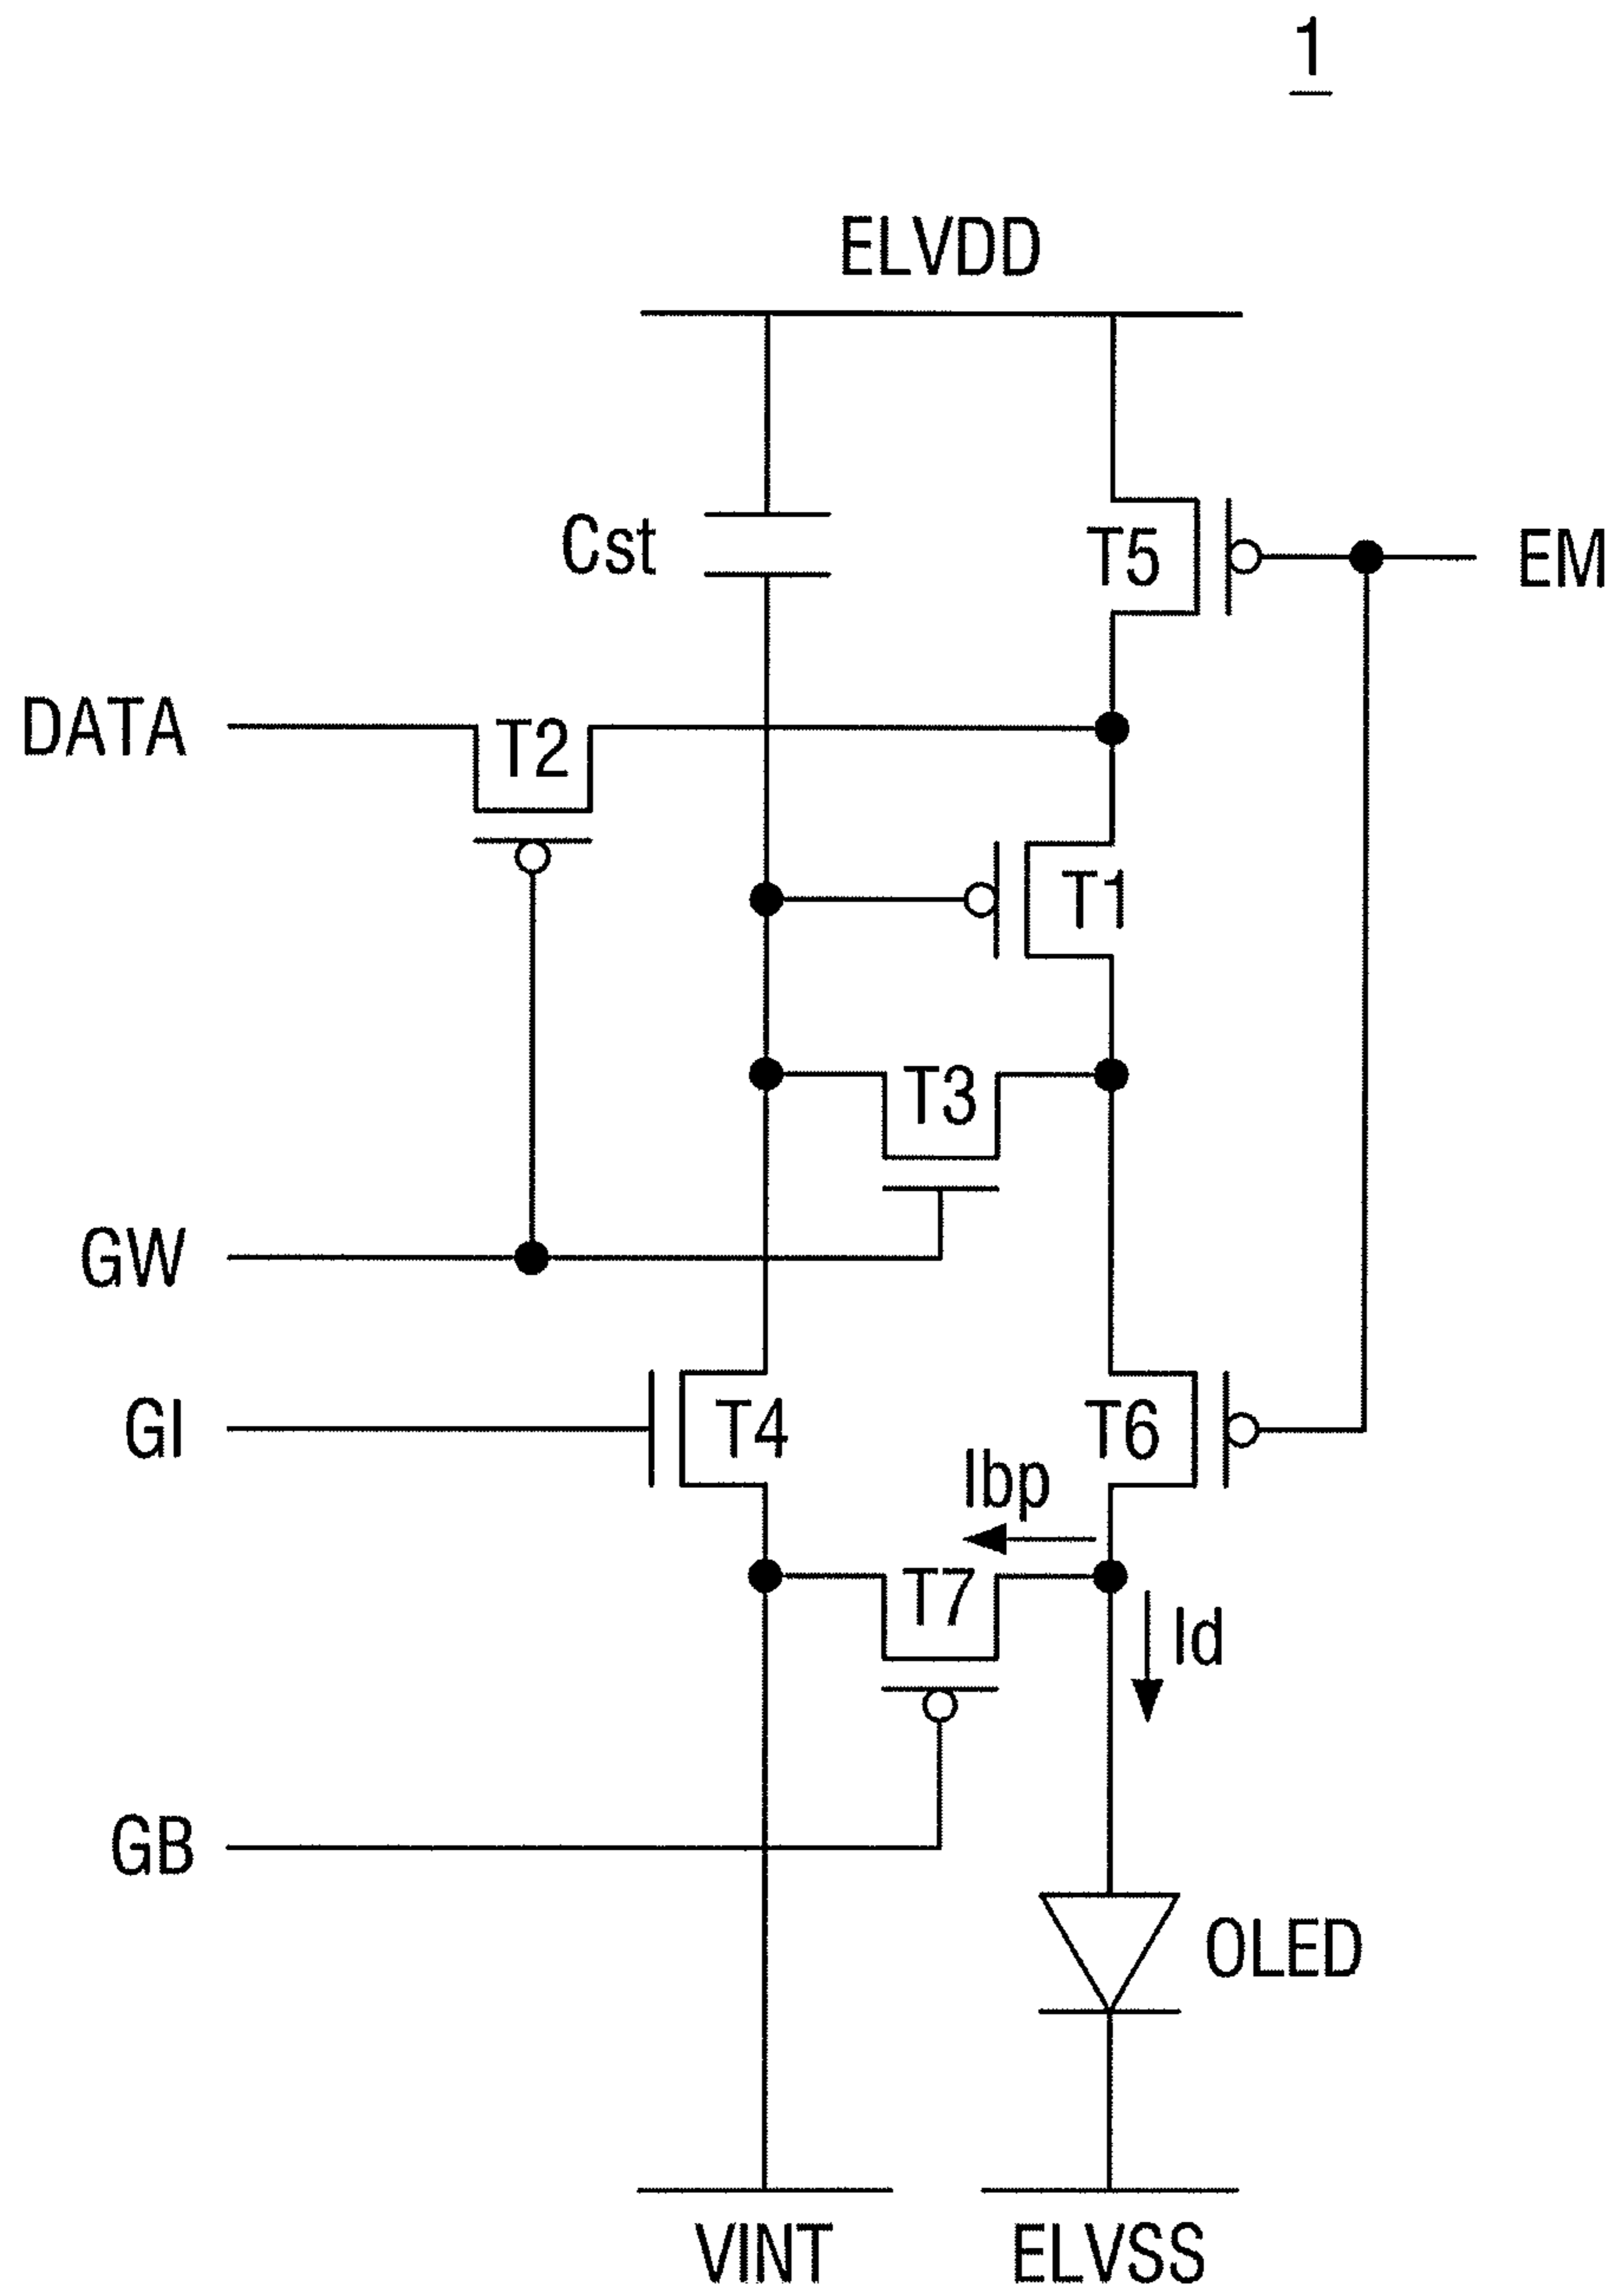 1
ELVDD
Cst
T5
EM
DATA
T2
T1
T3
GW
GI
T4
T6
Ibp
T7
Id
GB
OLED
VINT
ELVSS